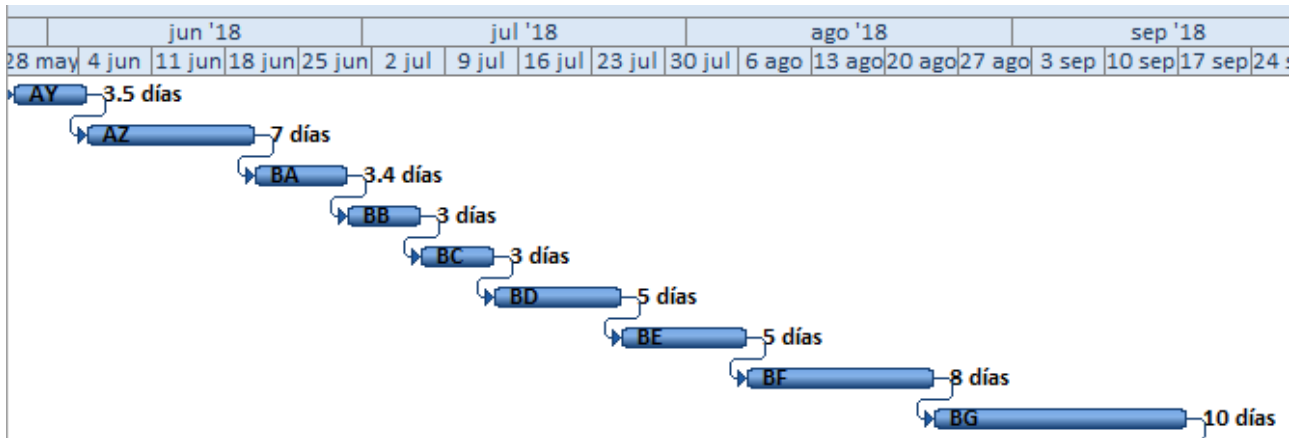 jun '18 jul '18 ago '18 sep '18
28 may 4 jun 11 jun 18 jun 25 jun 2 jul 9 jul 16 jul 23 jul 30 jul 6 ago 13 ago 20 ago 27 ago 3 sep 10 sep 17 sep 24 s
AY 3.5 días
AZ 7 días
BA 3.4 días
BB 3 días
BC 3 días
BD 5 días
BE 5 días
BF 8 días
BG 10 días